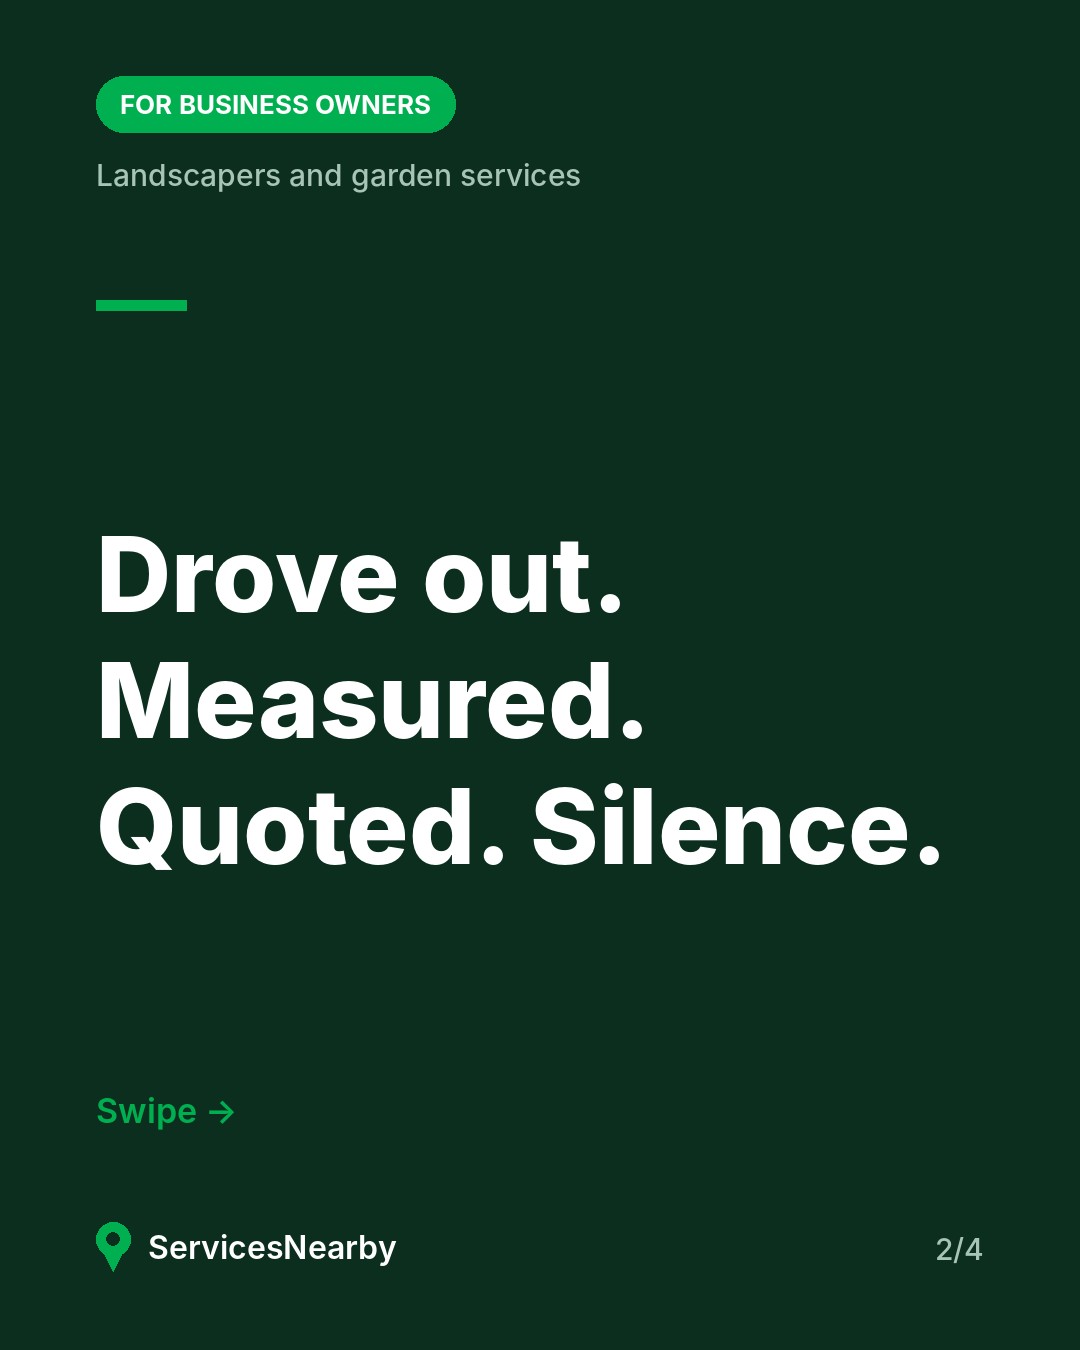 FOR BUSINESS OWNERS
Landscapers and garden services
Drove out.
Measured.
Quoted. Silence.
Swipe →
ServicesNearby
2/4